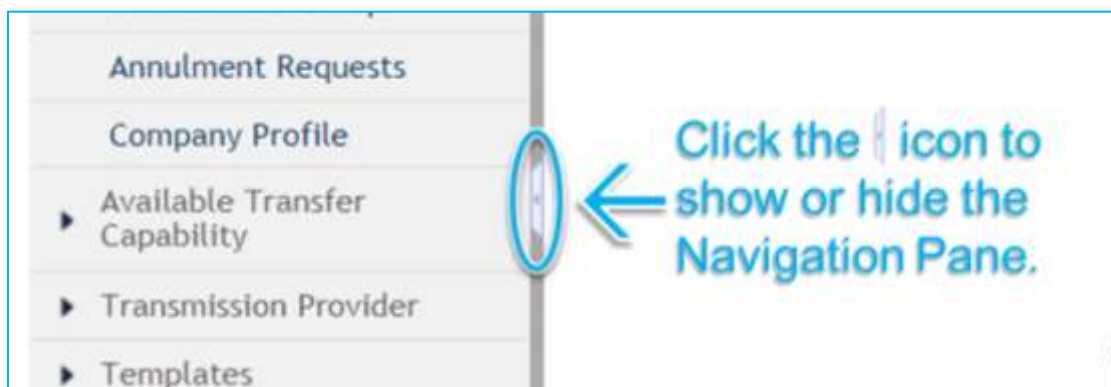 Annulment Requests
Company Profile
Available Transfer
Capability
Transmission Provider
Templates
Click the icon to
show or hide the
Navigation Pane.